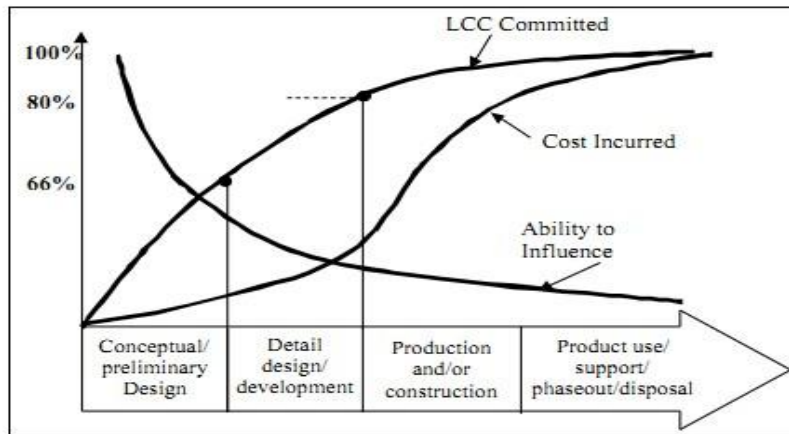 LCC Committed
100%
80%
Cost Incurred
66%
Ability to
Influence
Conceptual/
preliminary
Design
Detail
design/
development
Production
and/or
construction
Product use/
support/
phaseout/disposal